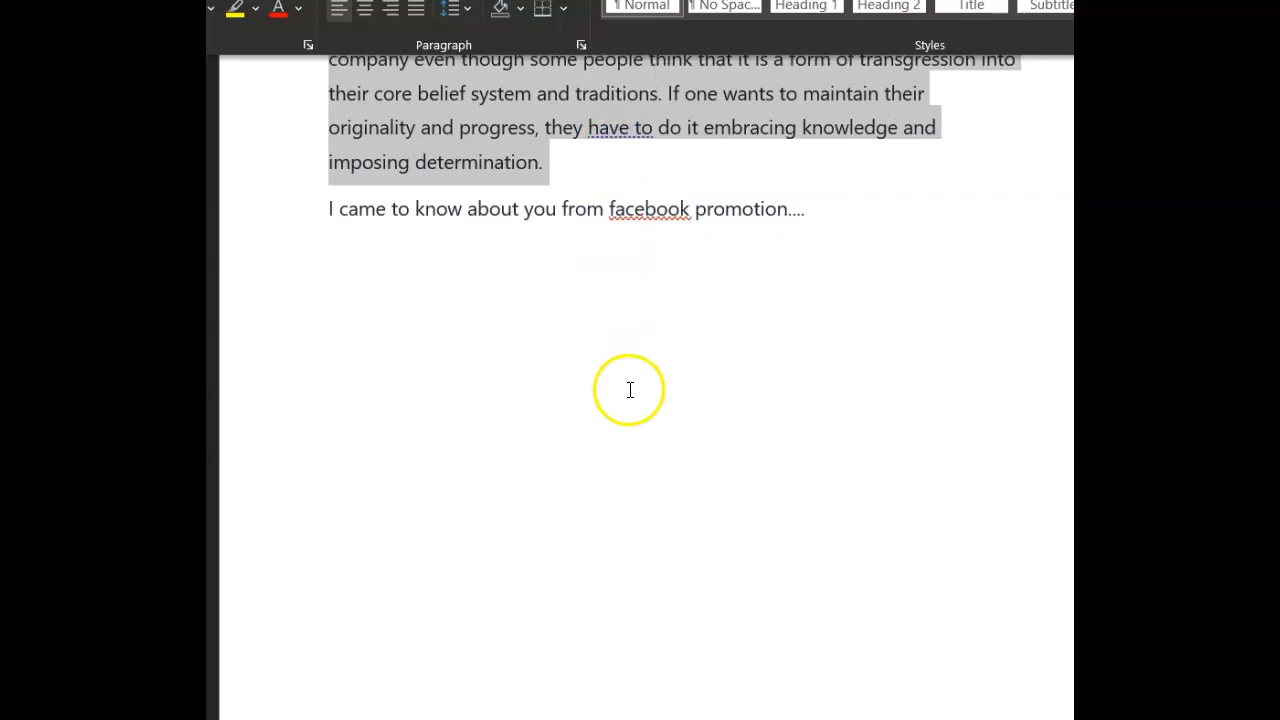 ¶ Normal ¶ No Spac... Heading 1 Heading 2 Title Subtitle
Paragraph Styles
company even though some people think that it is a form of transgression into
their core belief system and traditions. If one wants to maintain their
originality and progress, they have to do it embracing knowledge and
imposing determination.
I came to know about you from facebook promotion....